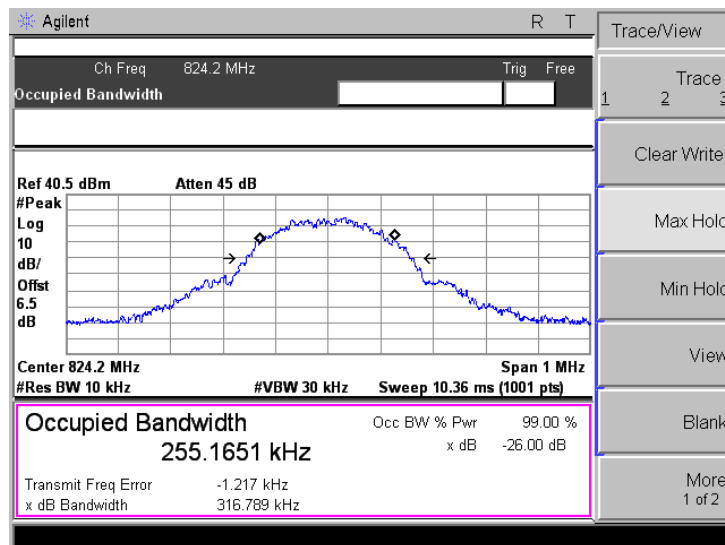 Agilent R T
Ch Freq 824.2 MHz Trig Free
Occupied Bandwidth
Ref 40.5 dBm Atten 45 dB
#Peak
Log
10
dB/
Offst
6.5
dB
Center 824.2 MHz Span 1 MHz
#Res BW 10 kHz #VBW 30 kHz Sweep 10.36 ms (1001 pts)
Occupied Bandwidth Occ BW % Pwr 99.00 %
255.1651 kHz x dB -26.00 dB
Transmit Freq Error -1.217 kHz
x dB Bandwidth 316.789 kHz
Trace/View
Trace
1 2 3
Clear Write
Max Hold
Min Hold
View
Blank
More
1 of 2